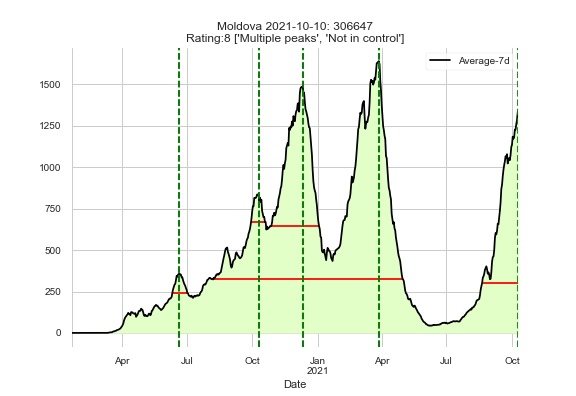 Moldova 2021-10-10: 306647
Rating:8 ['Multiple peaks', 'Not in control']
Average-7d
1500
1250
1000
750
500
250
0
Apr
Jul
Oct
Jan
2021
Apr
Jul
Oct
Date